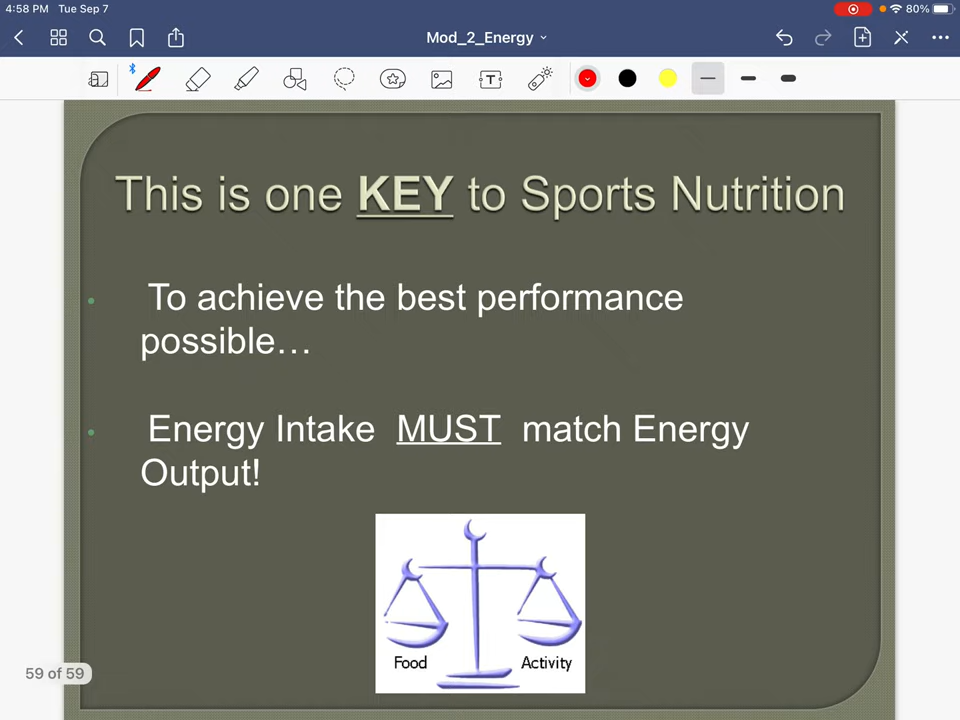 4:58 PM Tue Sep 7
80%
Mod_2_Energy
T
This is one KEY to Sports Nutrition
• To achieve the best performance
possible…
• Energy Intake MUST match Energy
Output!
Food Activity
59 of 59